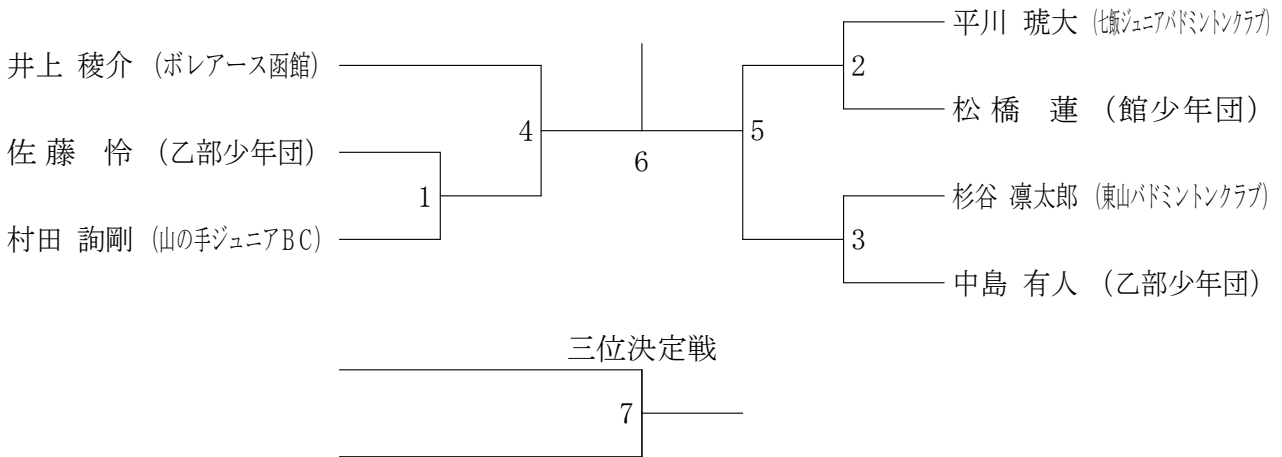 井上 稜介 (ボレアース函館)
佐藤 怜 (乙部少年団)
村田 詢剛 (山の手ジュニアBC)
1
4
6
5
2
3
平川 琥大 (七飯ジュニアバドミントンクラブ)
松橋 蓮 (館少年団)
杉谷 凛太郎 (東山バドミントンクラブ)
中島 有人 (乙部少年団)
三位決定戦
7